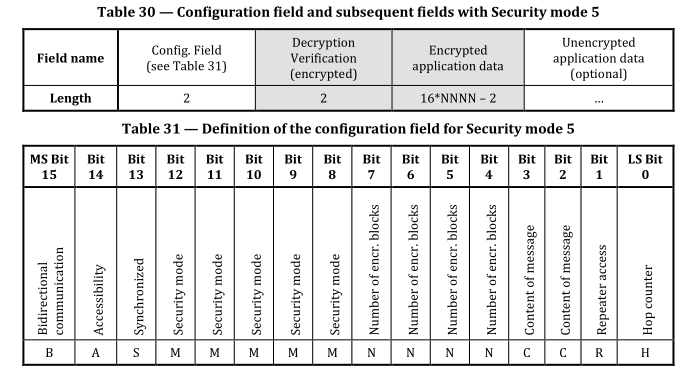 Table 30 — Configuration field and subsequent fields with Security mode 5
Field name
Config. Field
(see Table 31)
Decryption
Verification
(encrypted)
Encrypted
application data
Unencrypted
application data
(optional)
Length
2
2
16*NNNN – 2
...
Table 31 — Definition of the configuration field for Security mode 5
MS Bit
15
Bit
14
Bit
13
Bit
12
Bit
11
Bit
10
Bit
9
Bit
8
Bit
7
Bit
6
Bit
5
Bit
4
Bit
3
Bit
2
Bit
1
LS Bit
0
Bidirectional
communication
Accessibility
Synchronized
Security mode
Security mode
Security mode
Security mode
Security mode
Number of encr. blocks
Number of encr. blocks
Number of encr. blocks
Number of encr. blocks
Content of message
Content of message
Repeater access
Hop counter
B
A
S
M
M
M
M
M
N
N
N
N
C
C
R
H